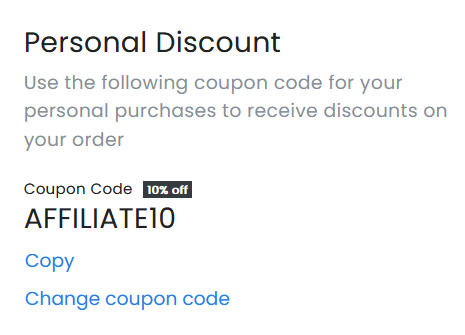 Personal Discount
Use the following coupon code for your
personal purchases to receive discounts on
your order
Coupon Code 10% off
AFFILIATE10
Copy
Change coupon code